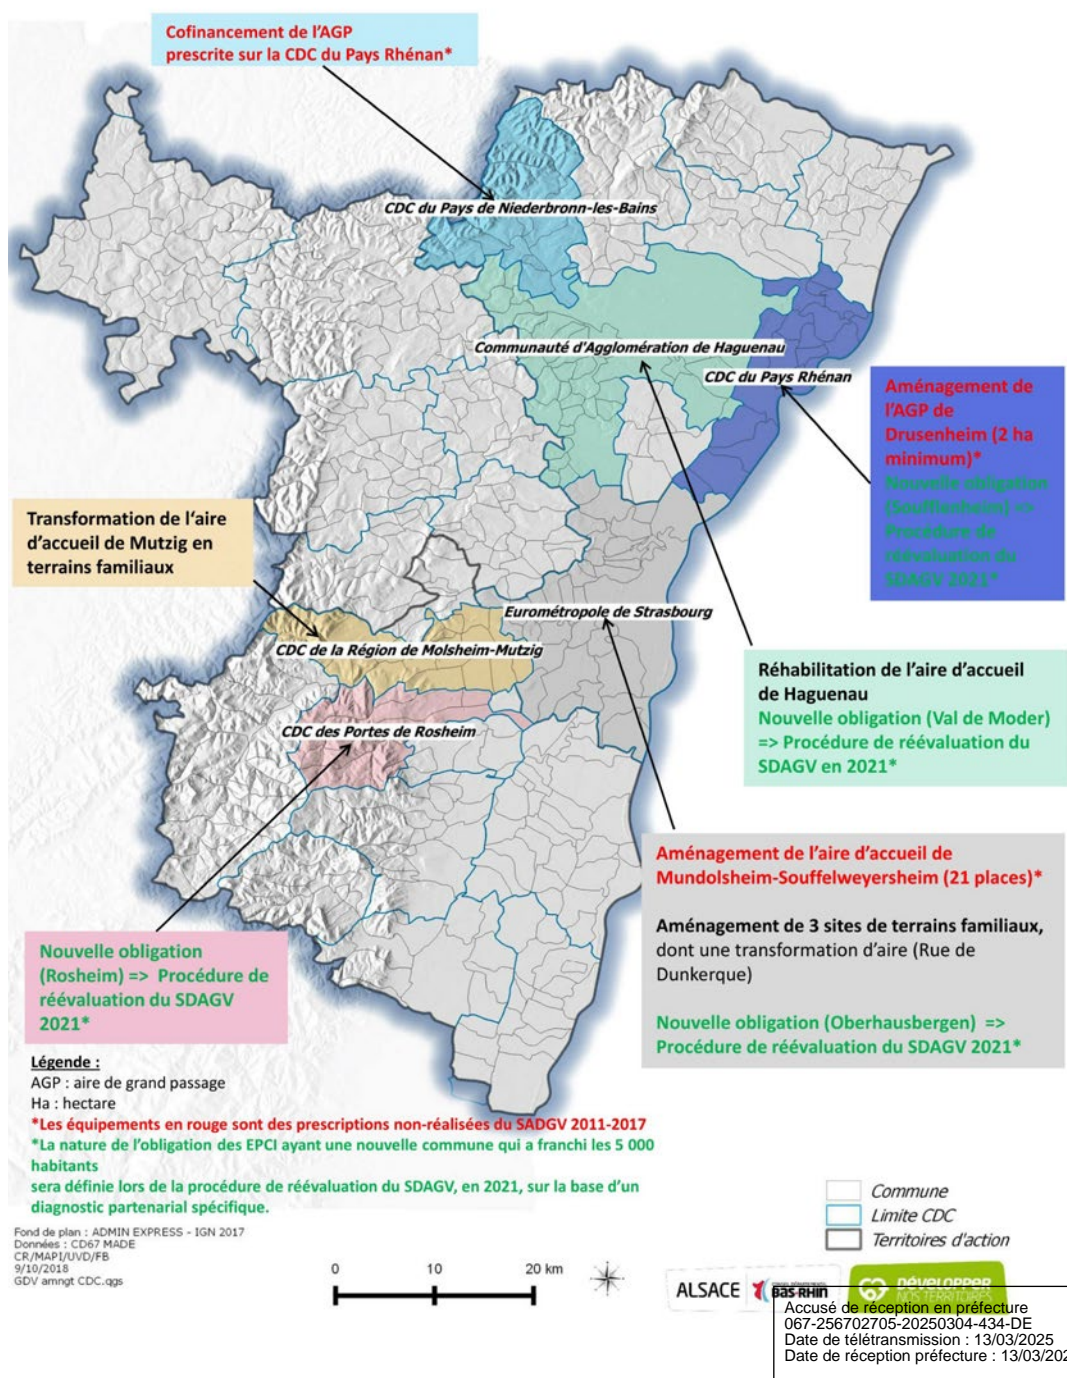 Cofinancement de l'AGP
prescrite sur la CDC du Pays Rhénan*
CDC du Pays de Niederbronn-les-Bains
Communauté d'Agglomération de Haguenau
CDC du Pays Rhénan
Aménagement de
l'AGP de
Drusenheim (2 ha
minimum)*
Nouvelle obligation
(Soufflenheim) =>
Procédure de
réévaluation du
SDAGV 2021*
Transformation de l'aire
d'accueil de Mutzig en
terrains familiaux
Eurométropole de Strasbourg
CDC de la Région de Molsheim-Mutzig
Réhabilitation de l'aire d'accueil
de Haguenau
Nouvelle obligation (Val de Moder)
=> Procédure de réévaluation du
SDAGV en 2021*
CDC des Portes de Rosheim
Aménagement de l'aire d'accueil de
Mundolsheim-Souffelweyersheim (21 places)*
Aménagement de 3 sites de terrains familiaux,
dont une transformation d'aire (Rue de
Dunkerque)
Nouvelle obligation (Oberhausbergen) =>
Procédure de réévaluation du SDAGV 2021*
Nouvelle obligation
(Rosheim) => Procédure de
réévaluation du SDAGV
2021*
Légende :
AGP : aire de grand passage
Ha : hectare
*Les équipements en rouge sont des prescriptions non-réalisées du SADGV 2011-2017
*La nature de l'obligation des EPCI ayant une nouvelle commune qui a franchi les 5 000
habitants
sera définie lors de la procédure de réévaluation du SDAGV, en 2021, sur la base d'un
diagnostic partenarial spécifique.
Commune
Limite CDC
Territoires d'action
Fond de plan : ADMIN EXPRESS - IGN 2017
Données : CD67 MADE
CR/MAPI/UVD/FB
9/10/2018
GDV amngt CDC.qgs
0 10 20 km
ALSACE
BAS-RHIN
DÉVELOPPER
NOS TERRITOIRES
Accusé de réception en préfecture
067-256702705-20250304-434-DE
Date de télétransmission : 13/03/2025
Date de réception préfecture : 13/03/202